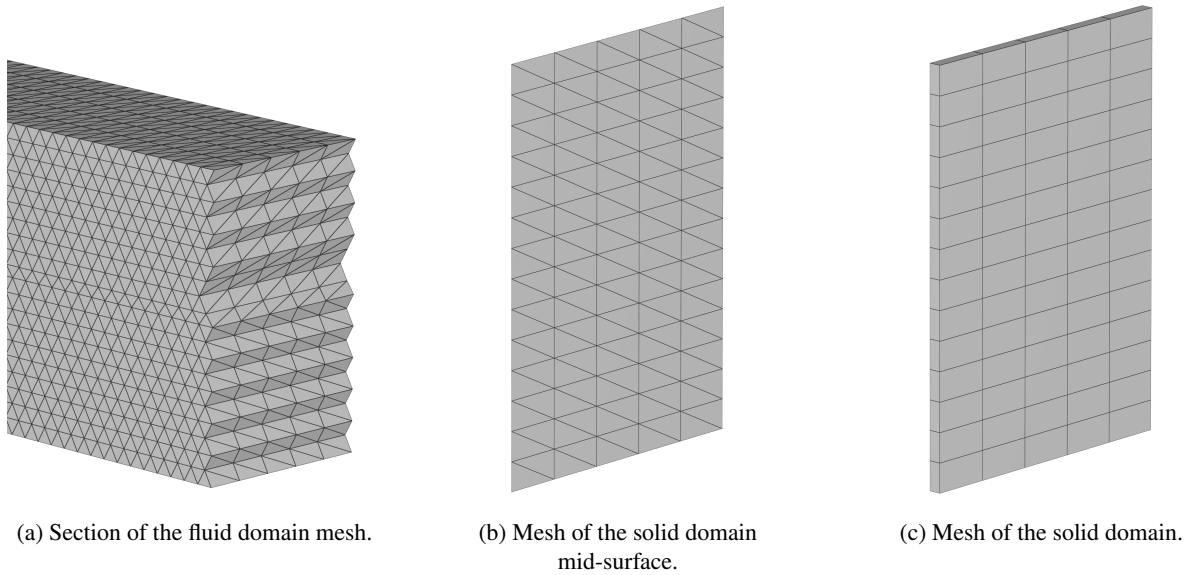 (a) Section of the fluid domain mesh.
(b) Mesh of the solid domain
mid-surface.
(c) Mesh of the solid domain.